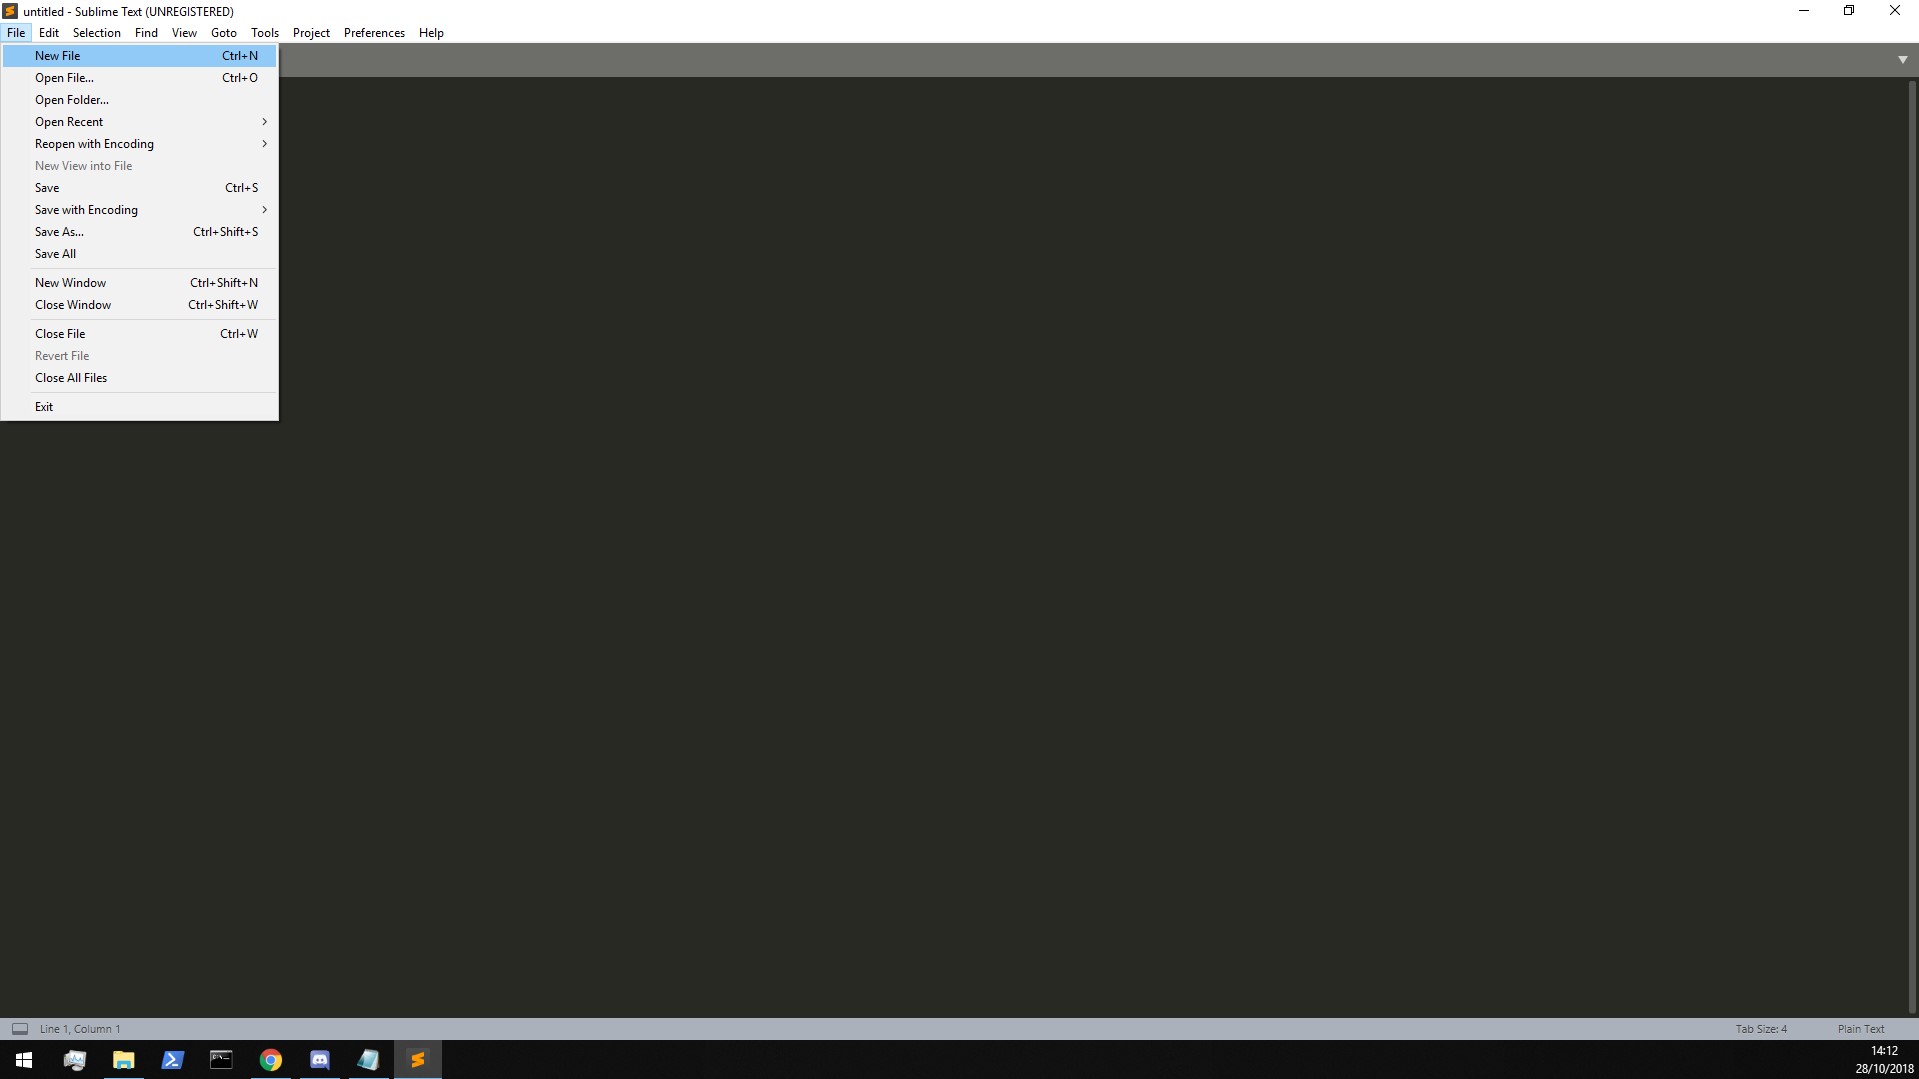 untitled - Sublime Text (UNREGISTERED)
File Edit Selection Find View Goto Tools Project Preferences Help
New File Ctrl+N
Open File... Ctrl+O
Open Folder...
Open Recent
Reopen with Encoding
New View into File
Save Ctrl+S
Save with Encoding
Save As... Ctrl+Shift+S
Save All
New Window Ctrl+Shift+N
Close Window Ctrl+Shift+W
Close File Ctrl+W
Revert File
Close All Files
Exit
Line 1, Column 1 Tab Size: 4 Plain Text
14:12
28/10/2018